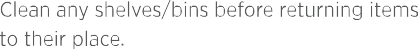 Clean any shelves/bins before returning items
to their place.